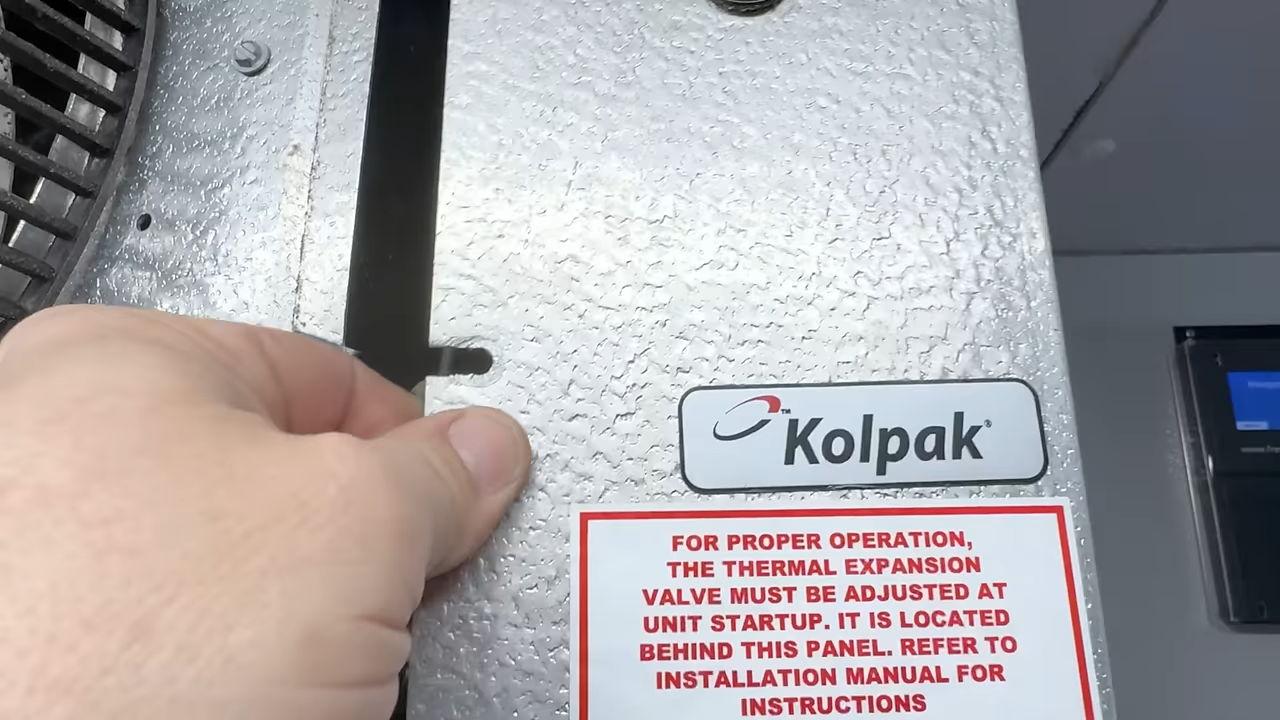 ™
Kolpak®
FOR PROPER OPERATION,
THE THERMAL EXPANSION
VALVE MUST BE ADJUSTED AT
UNIT STARTUP. IT IS LOCATED
BEHIND THIS PANEL. REFER TO
INSTALLATION MANUAL FOR
INSTRUCTIONS